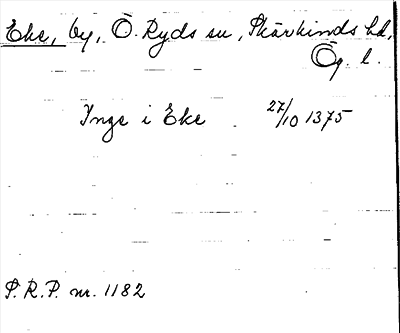 Eke, by, Ö. Ryds sn, Skärkinds hd,
Ög. l.
Inge i Eke 27/10 1375
S.R.P. nr. 1182